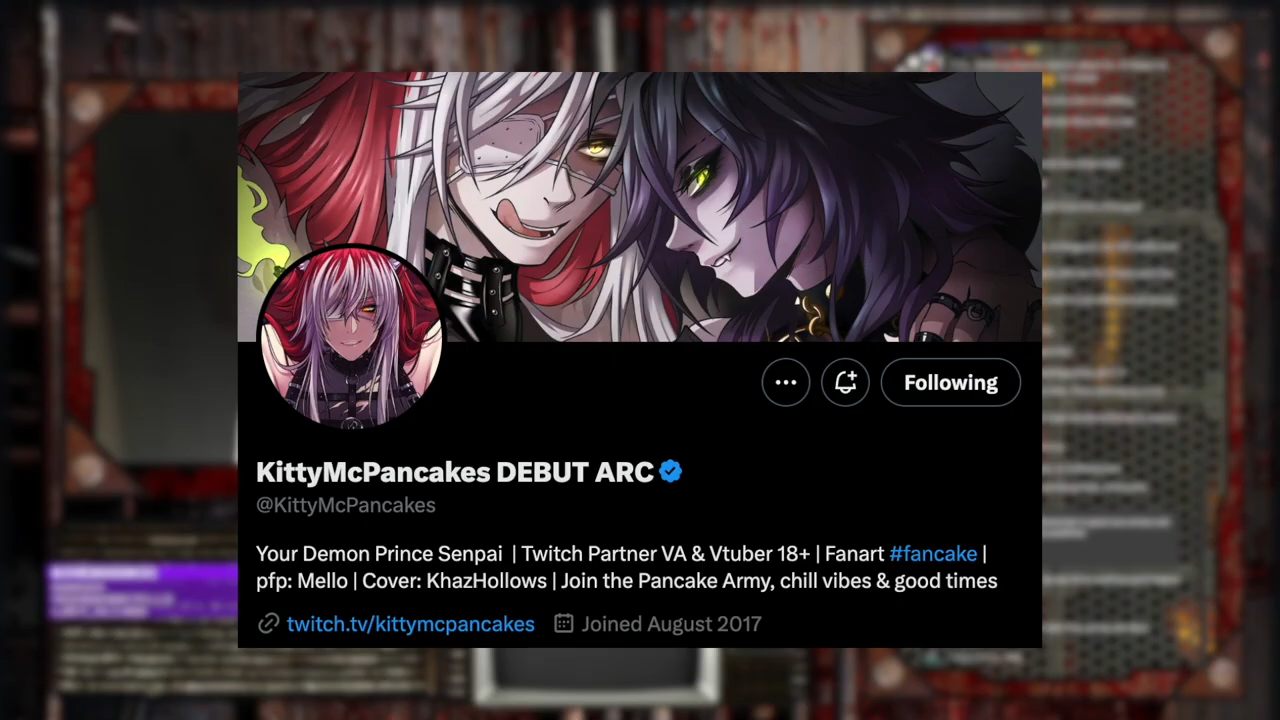 Following
KittyMcPancakes DEBUT ARC
@KittyMcPancakes
Your Demon Prince Senpai | Twitch Partner VA & Vtuber 18+ | Fanart #fancake |
pfp: Mello | Cover: KhazHollows | Join the Pancake Army, chill vibes & good times
twitch.tv/kittymcpancakes Joined August 2017